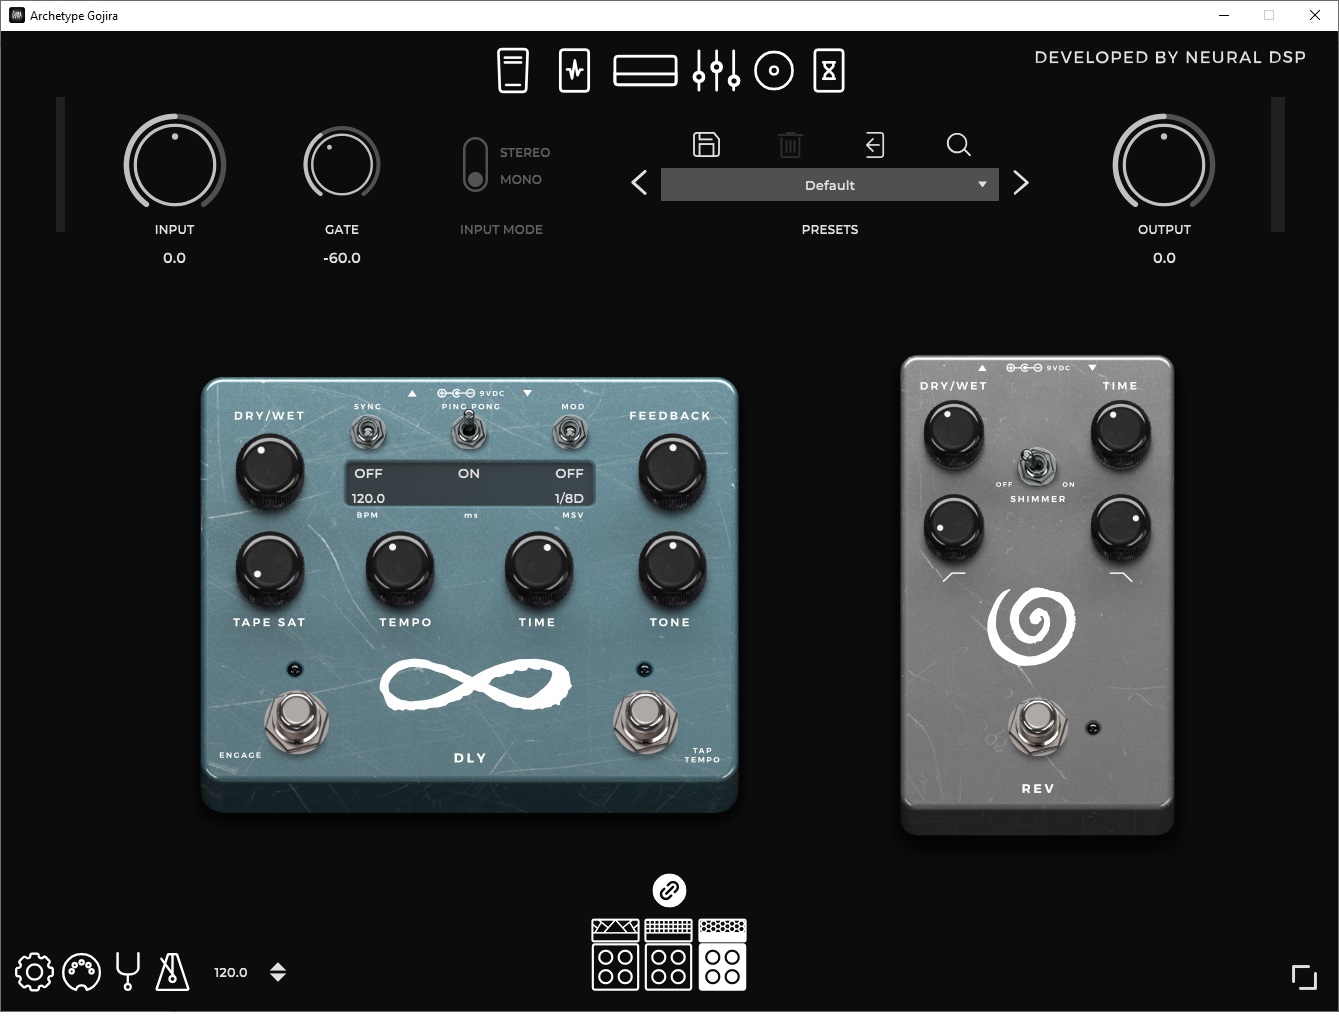 Archetype Gojira
DEVELOPED BY NEURAL DSP
STEREO
MONO
Default
INPUT
GATE
INPUT MODE
PRESETS
OUTPUT
0.0
-60.0
0.0
9VDC
DRY/WET
SYNC
PING PONG
MOD
FEEDBACK
OFF
ON
OFF
120.0
1/8D
BPM
ms
MSV
TAPE SAT
TEMPO
TIME
TONE
ENGAGE
DLY
TAP
TEMPO
9VDC
DRY/WET
TIME
OFF
ON
SHIMMER
REV
120.0